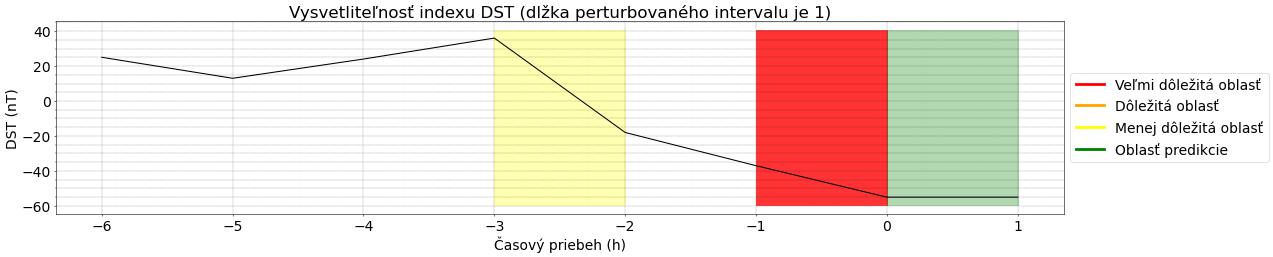 Vysvetliteľnosť indexu DST (dĺžka perturbovaného intervalu je 1)
40
20
0
−20
−40
−60
DST (nT)
−6 −5 −4 −3 −2 −1 0 1
Časový priebeh (h)
Veľmi dôležitá oblasť
Dôležitá oblasť
Menej dôležitá oblasť
Oblasť predikcie